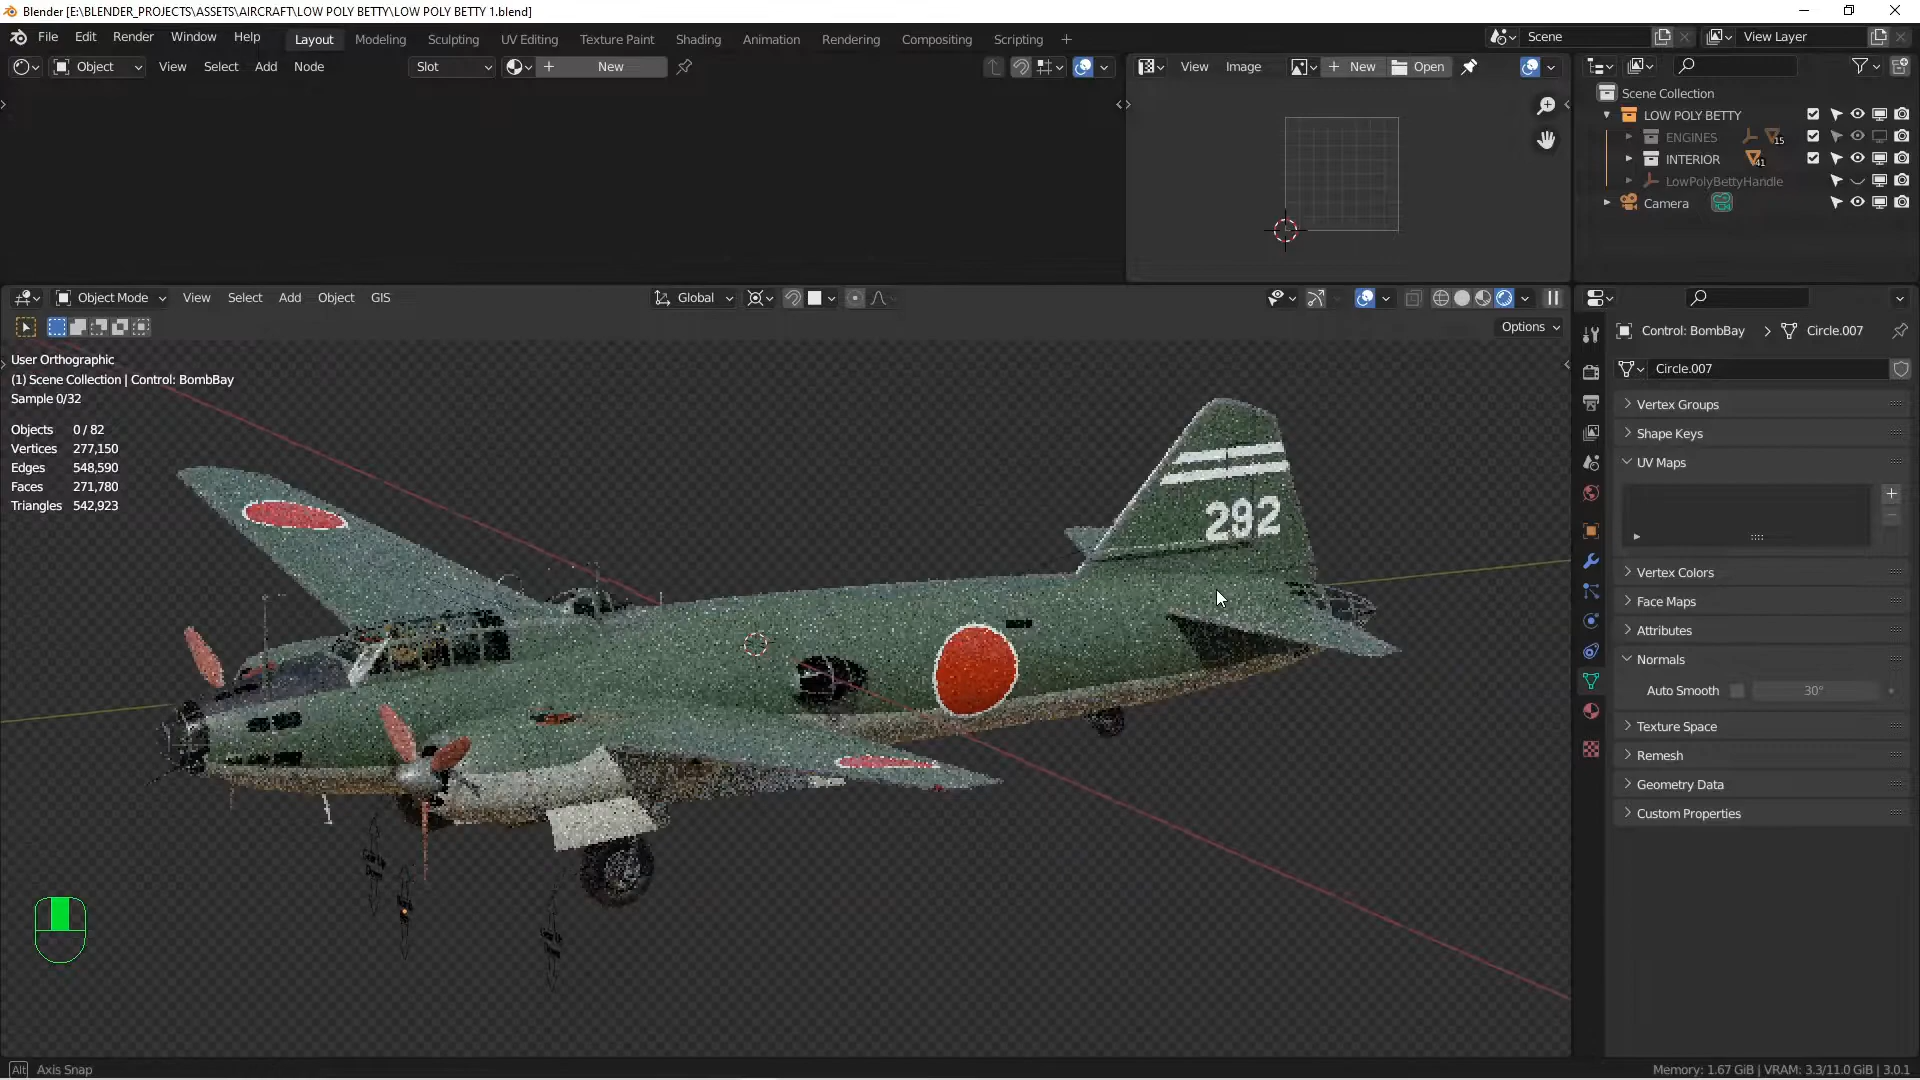 Blender [E:\BLENDER_PROJECTS\ASSETS\AIRCRAFT\LOW POLY BETTY\LOW POLY BETTY 1.blend]
File Edit Render Window Help Layout Modeling Sculpting UV Editing Texture Paint Shading Animation Rendering Compositing Scripting + Scene View Layer
Object View Select Add Node Slot New View Image New Open
Scene Collection
LOW POLY BETTY
ENGINES 15
INTERIOR 41
LowPolyBettyHandle
Camera
Object Mode View Select Add Object GIS Global
Options
User Orthographic
(1) Scene Collection | Control: BombBay
Sample 0/32
Objects 0 / 82
Vertices 277,150
Edges 548,590
Faces 271,780
Triangles 542,923
292
Control: BombBay > Circle.007
Circle.007
Vertex Groups
Shape Keys
UV Maps
Vertex Colors
Face Maps
Attributes
Normals
Auto Smooth 30°
Texture Space
Remesh
Geometry Data
Custom Properties
Alt Axis Snap
Memory: 1.67 GiB | VRAM: 3.3/11.0 GiB | 3.0.1